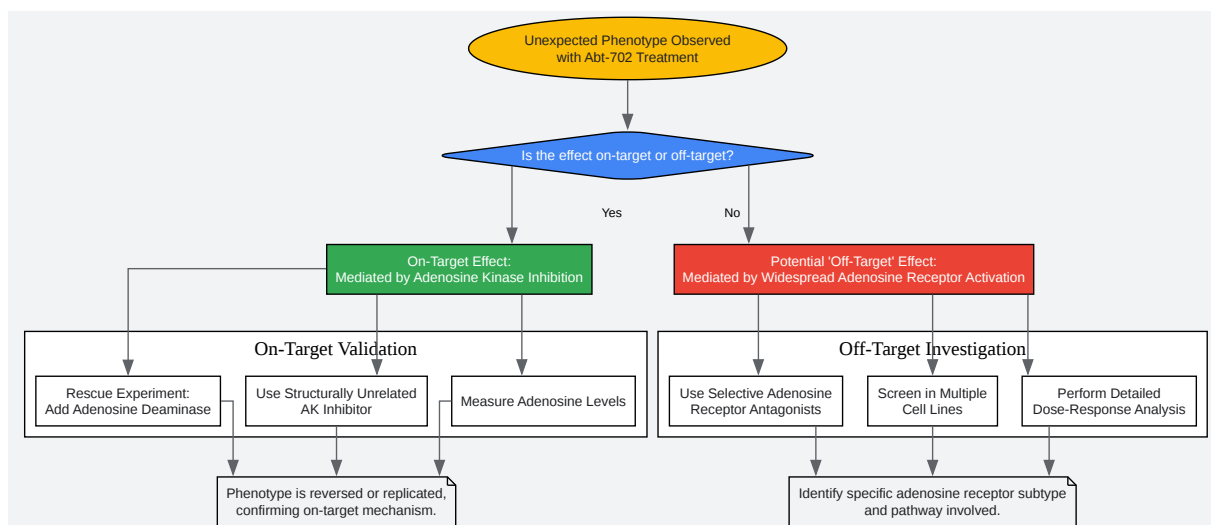 Unexpected Phenotype Observed
with Abt-702 Treatment
Is the effect on-target or off-target?
Yes
No
On-Target Effect:
Mediated by Adenosine Kinase Inhibition
Potential 'Off-Target' Effect:
Mediated by Widespread Adenosine Receptor Activation
On-Target Validation
Off-Target Investigation
Rescue Experiment:
Add Adenosine Deaminase
Use Structurally Unrelated
AK Inhibitor
Measure Adenosine Levels
Use Selective Adenosine
Receptor Antagonists
Screen in Multiple
Cell Lines
Perform Detailed
Dose-Response Analysis
Phenotype is reversed or replicated,
confirming on-target mechanism.
Identify specific adenosine receptor subtype
and pathway involved.